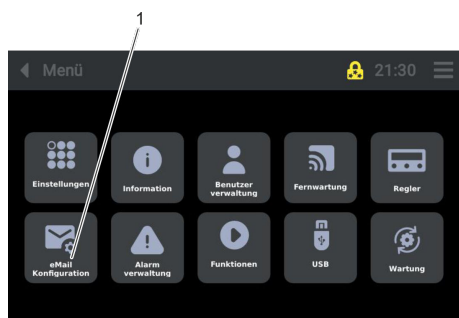 1
Menü
21:30
Einstellungen
Information
Benutzer
verwaltung
Fernwartung
Regler
eMail
Konfiguration
Alarm
verwaltung
Funktionen
USB
Wartung